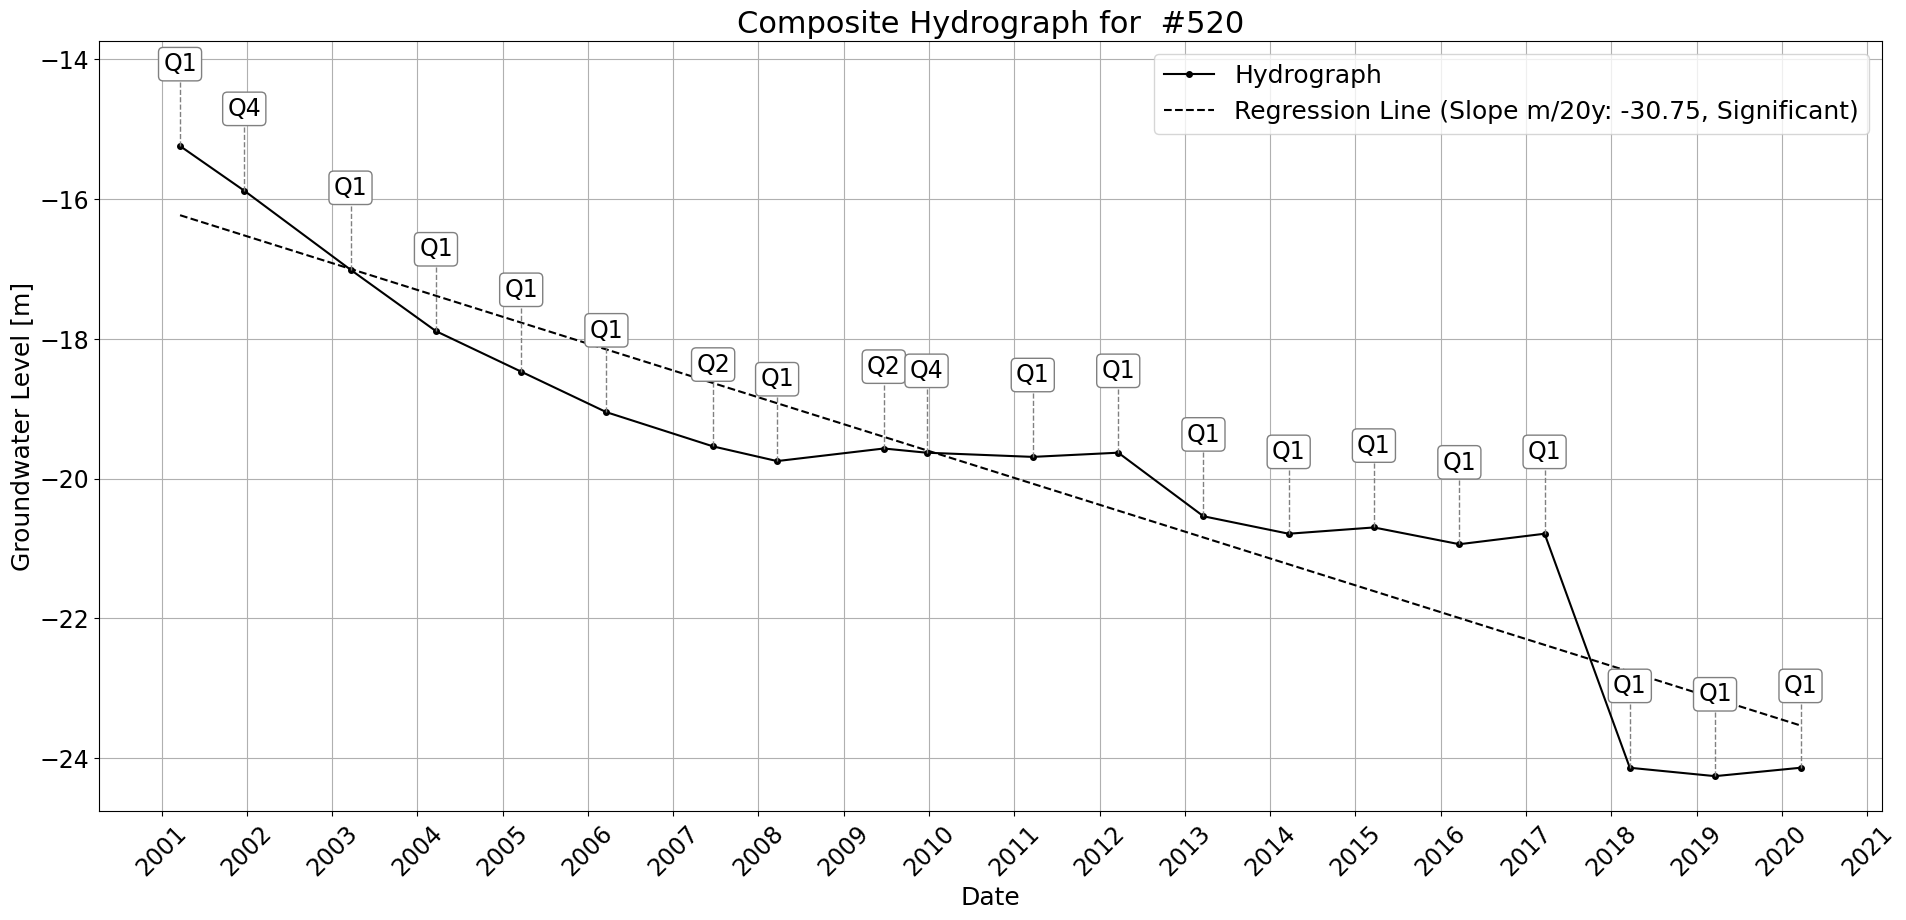 Composite Hydrograph for  #520
Hydrograph
Regression Line (Slope m/20y: -30.75, Significant)
Groundwater Level [m]
−14
−16
−18
−20
−22
−24
Q1
Q4
Q1
Q1
Q1
Q1
Q2
Q1
Q2
Q4
Q1
Q1
Q1
Q1
Q1
Q1
Q1
Q1
Q1
Q1
2001
2002
2003
2004
2005
2006
2007
2008
2009
2010
2011
2012
2013
2014
2015
2016
2017
2018
2019
2020
2021
Date